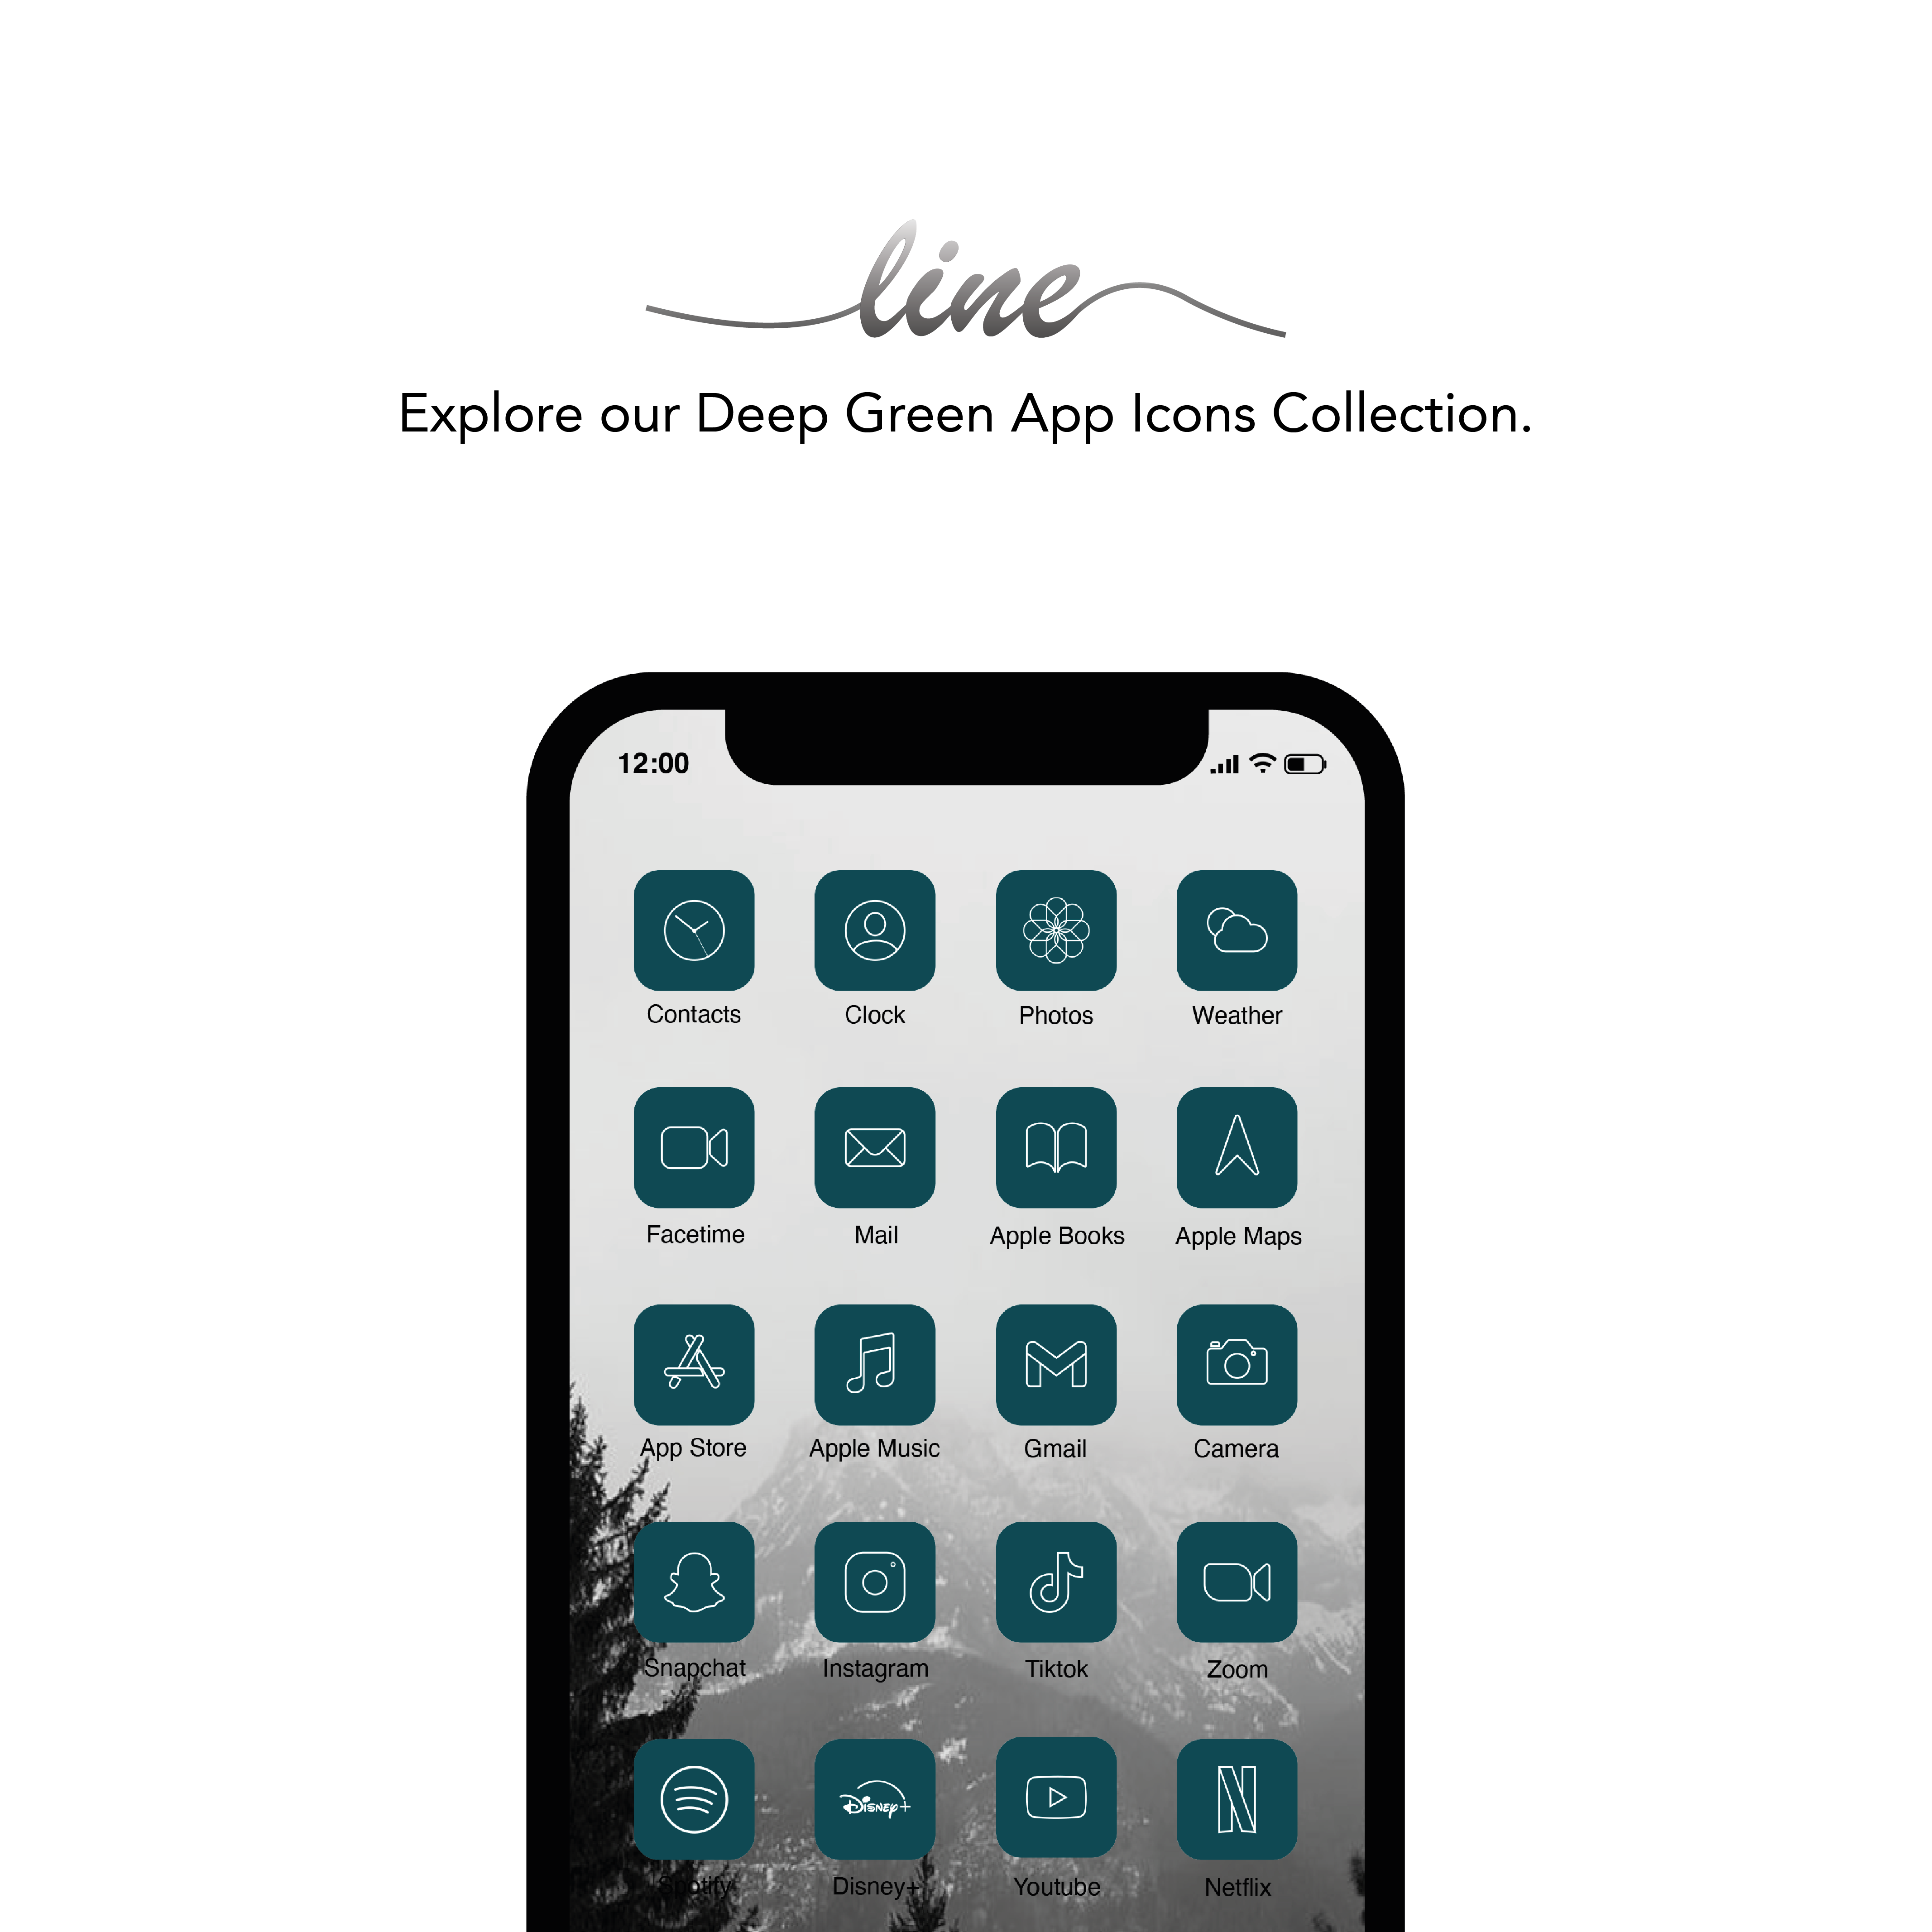 line
Explore our Deep Green App Icons Collection.
12:00
Contacts Clock Photos Weather
Facetime Mail Apple Books Apple Maps
App Store Apple Music Gmail Camera
Snapchat Instagram Tiktok Zoom
Disney+
Spotify Disney+ Youtube Netflix